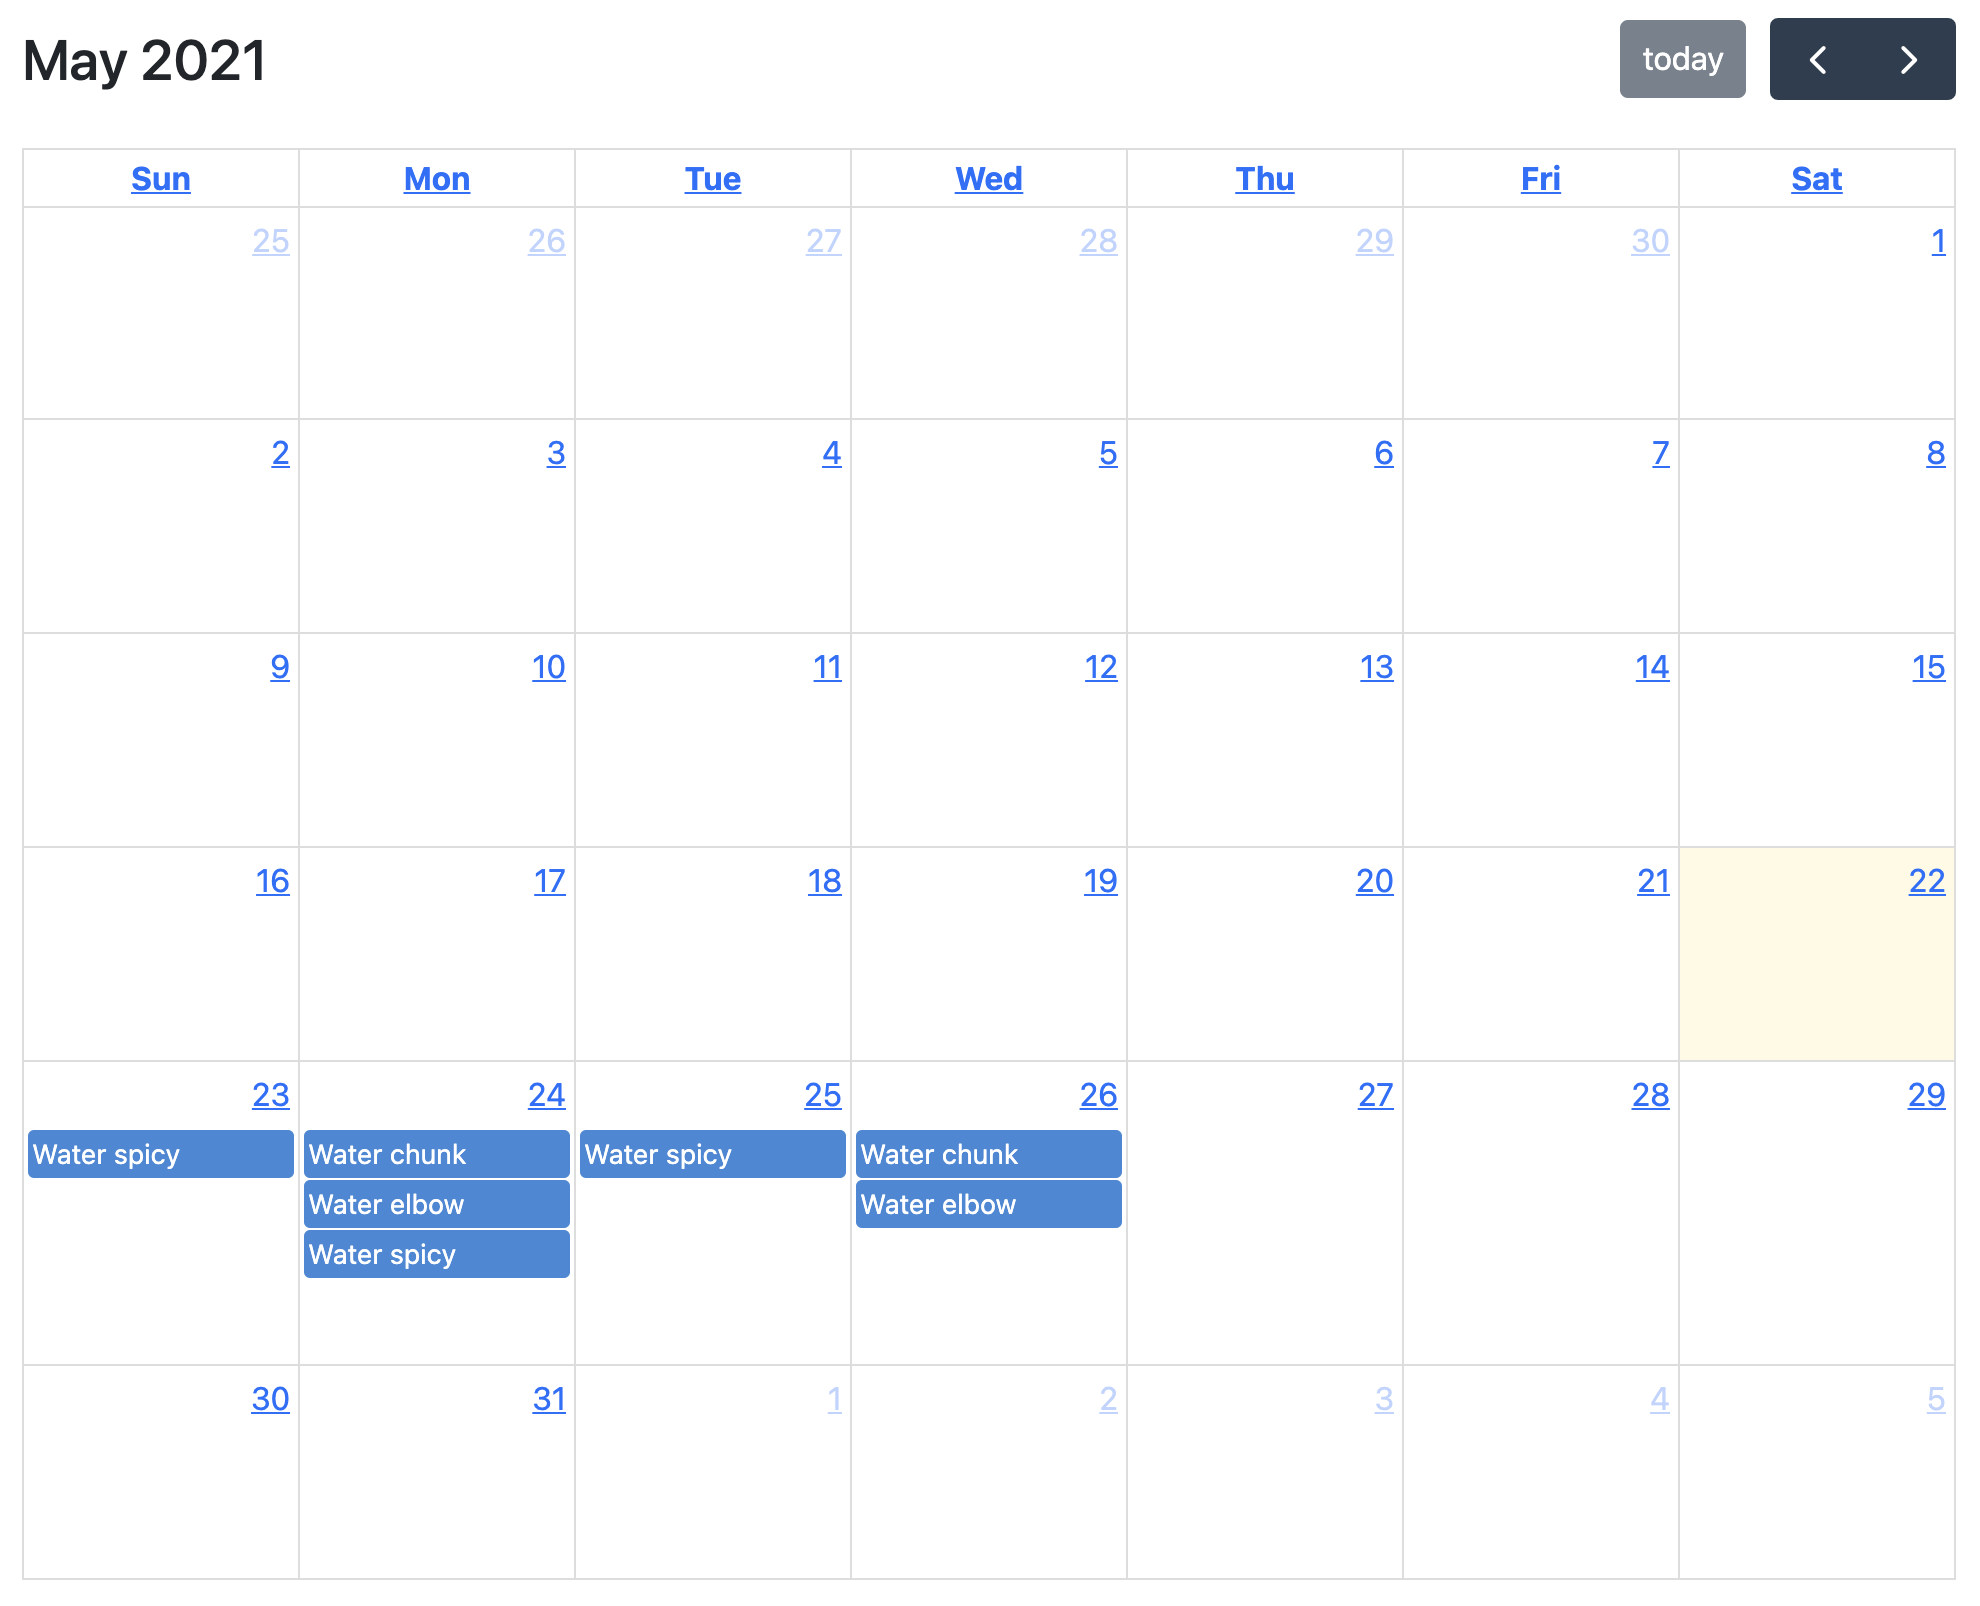 May 2021
today
Sun Mon Tue Wed Thu Fri Sat
25 26 27 28 29 30 1
2 3 4 5 6 7 8
9 10 11 12 13 14 15
16 17 18 19 20 21 22
23 24 25 26 27 28 29
Water spicy Water chunk Water spicy Water chunk
Water elbow Water elbow
Water spicy
30 31 1 2 3 4 5